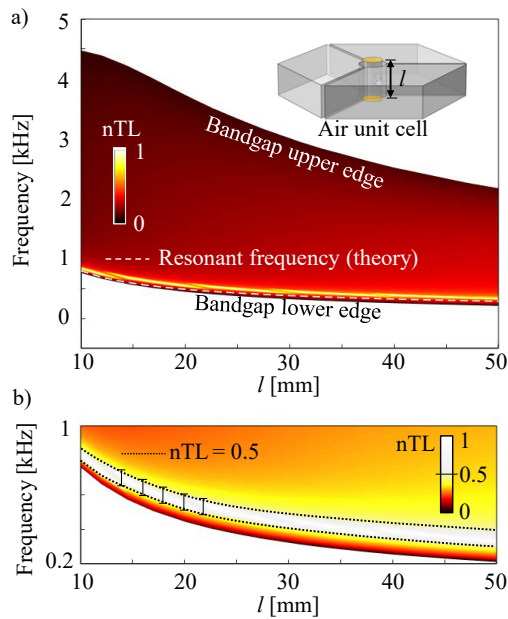 a)
5
4
3
2
1
0
Frequency [kHz]
nTL
1
0
l
Air unit cell
Bandgap upper edge
Resonant frequency (theory)
Bandgap lower edge
10
20
30
40
50
l [mm]
b)
1
0.2
Frequency [kHz]
nTL = 0.5
nTL
1
0.5
0
10
20
30
40
50
l [mm]